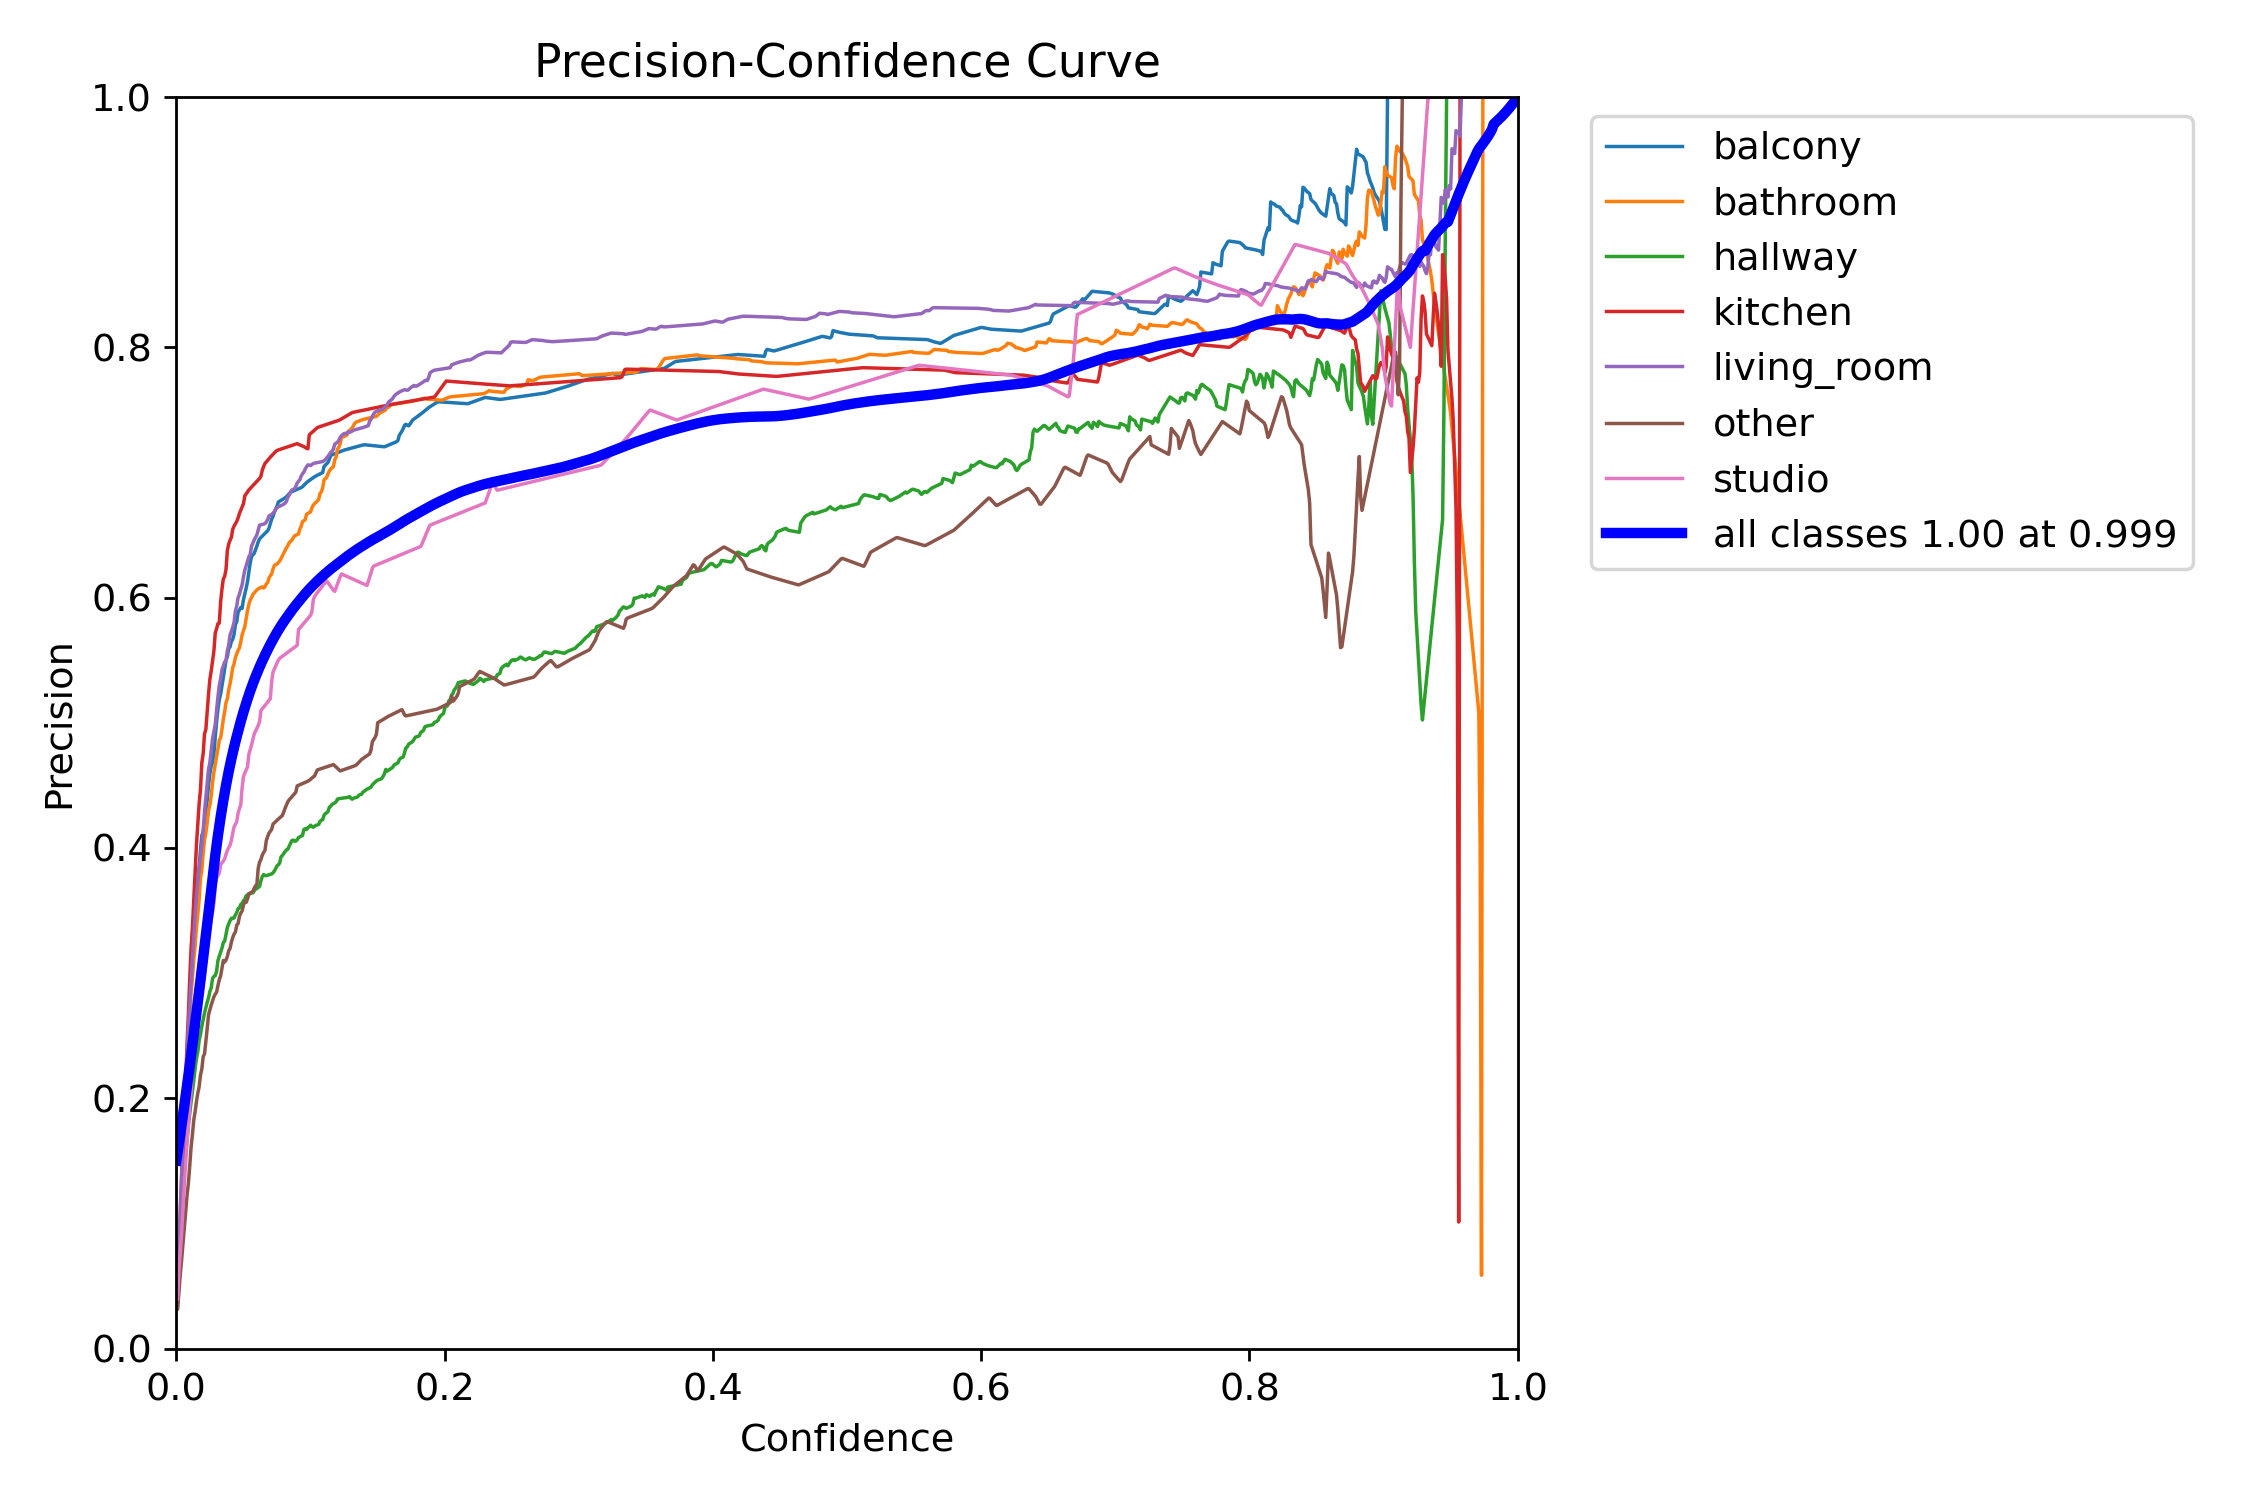 Precision-Confidence Curve
1.0
0.8
0.6
0.4
0.2
0.0
Precision
0.0 0.2 0.4 0.6 0.8 1.0
Confidence
balcony
bathroom
hallway
kitchen
living_room
other
studio
all classes 1.00 at 0.999